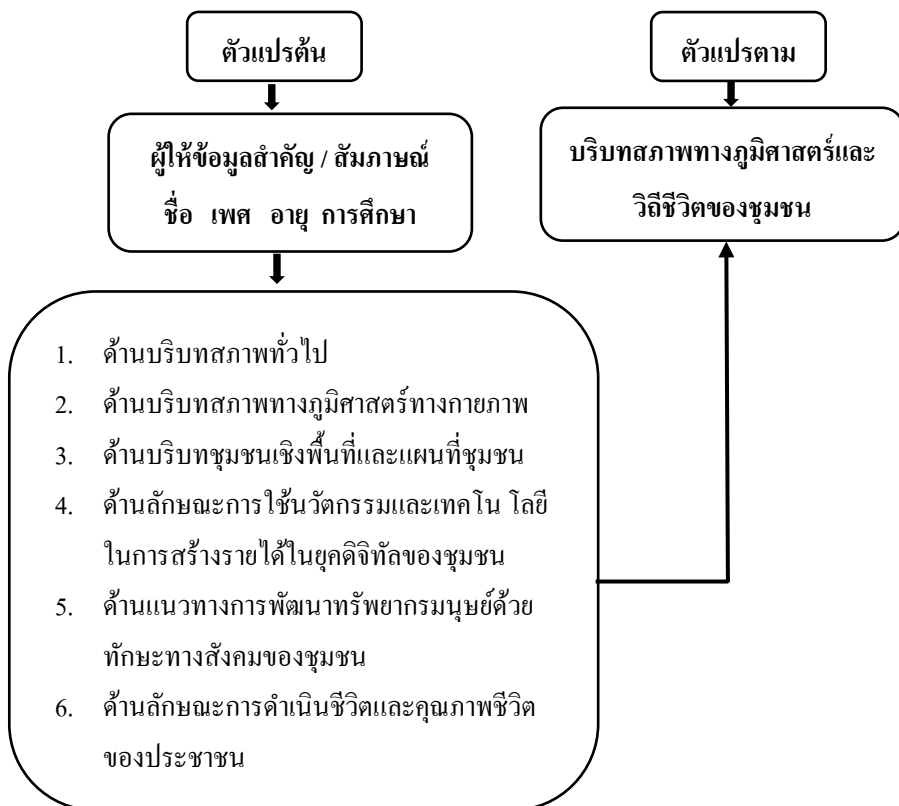 ตัวแปรต้น
ผู้ให้ข้อมูลสำคัญ / สัมภาษณ์
ชื่อ เพศ อายุ การศึกษา
1. ด้านบริบทสภาพทั่วไป
2. ด้านบริบทสภาพทางภูมิศาสตร์ทางกายภาพ
3. ด้านบริบทชุมชนเชิงพื้นที่และแผนที่ชุมชน
4. ด้านลักษณะการใช้นวัตกรรมและเทคโน โลยี
ในการสร้างรายได้ในยุคดิจิทัลของชุมชน
5. ด้านแนวทางการพัฒนาทรัพยากรมนุษย์ด้วย
ทักษะทางสังคมของชุมชน
6. ด้านลักษณะการดำเนินชีวิตและคุณภาพชีวิต
ของประชาชน
ตัวแปรตาม
บริบทสภาพทางภูมิศาสตร์และ
วิถีชีวิตของชุมชน